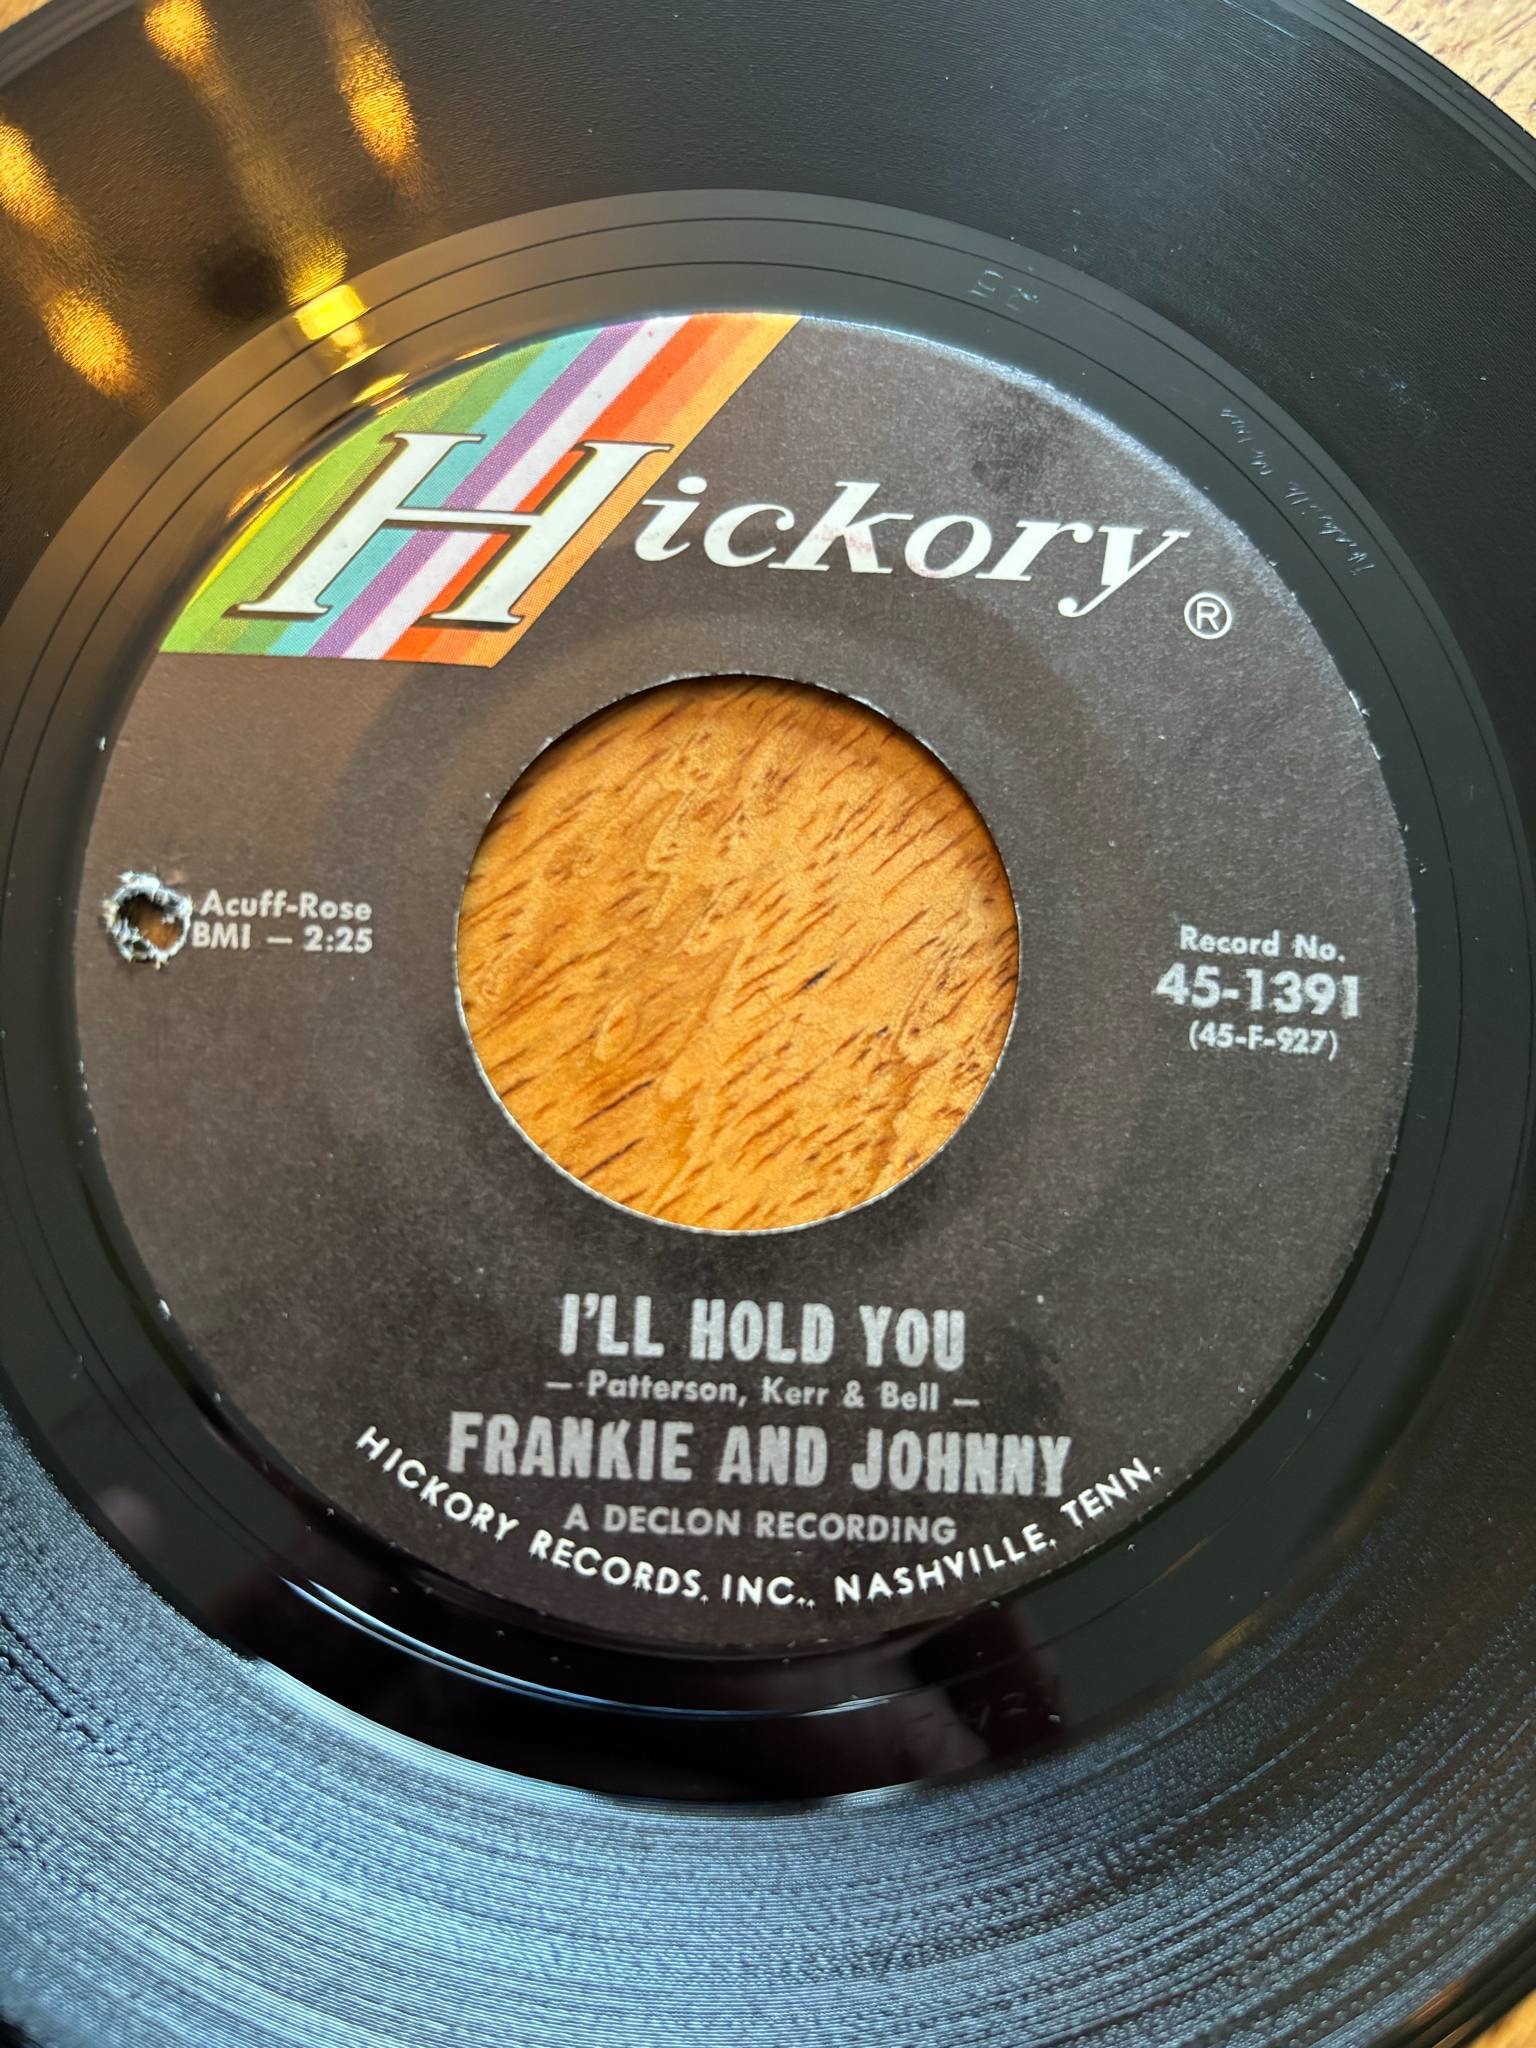 Hickory ®
Acuff-Rose
BMI — 2:25
Record No.
45-1391
(45-F-927)
I'LL HOLD YOU
— Patterson, Kerr & Bell —
FRANKIE AND JOHNNY
A DECLON RECORDING
HICKORY RECORDS, INC., NASHVILLE, TENN.